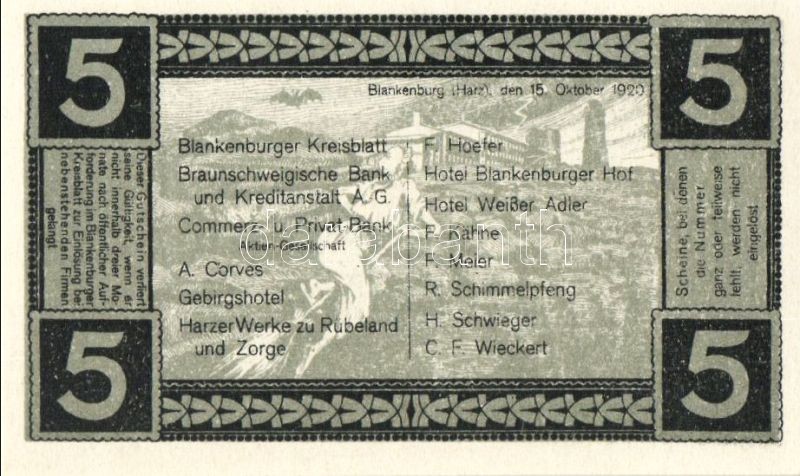 5
5
Blankenburg (Harz), den 15. Oktober 1920
Blankenburger Kreisblatt
Braunschweigische Bank
und Kreditanstalt A.-G.
Commerz- u. Privat-Bank
Aktien-Gesellschaft
A. Corves
Gebirgshotel
Harzer Werke zu Rübeland
und Zorge
F. Hoefer
Hotel Blankenburger Hof
Hotel Weißer Adler
F. Kahne
F. Meier
R. Schimmelpfeng
H. Schwieger
C. F. Wieckert
Dieser Gutschein verliert
seine Gültigkeit, wenn er
nicht innerhalb dreier Mo-
nate nach öffentlicher Auf-
forderung im Blankenburger
Kreisblatt zu Einlösung bei
nebenstehenden Firmen
gelangt
Scheine, bei denen
die Nummer
ganz oder teilweise
fehlt, werden nicht
eingelöst
5
5
darabanth